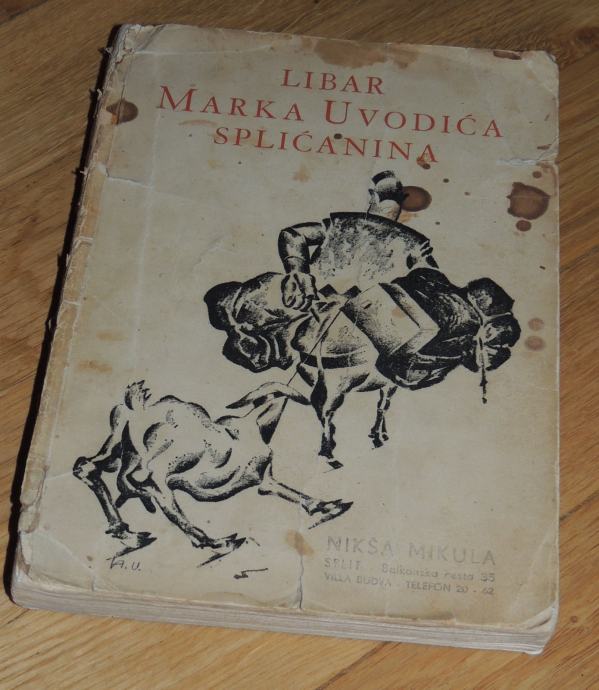 LIBAR
MARKA UVODIĆA
SPLIĆANINA
A.U.
NIKŠA MIKULA
SPLIT Balkanska cesta 35
VILLA BUDVA - TELEFON 20 - 62